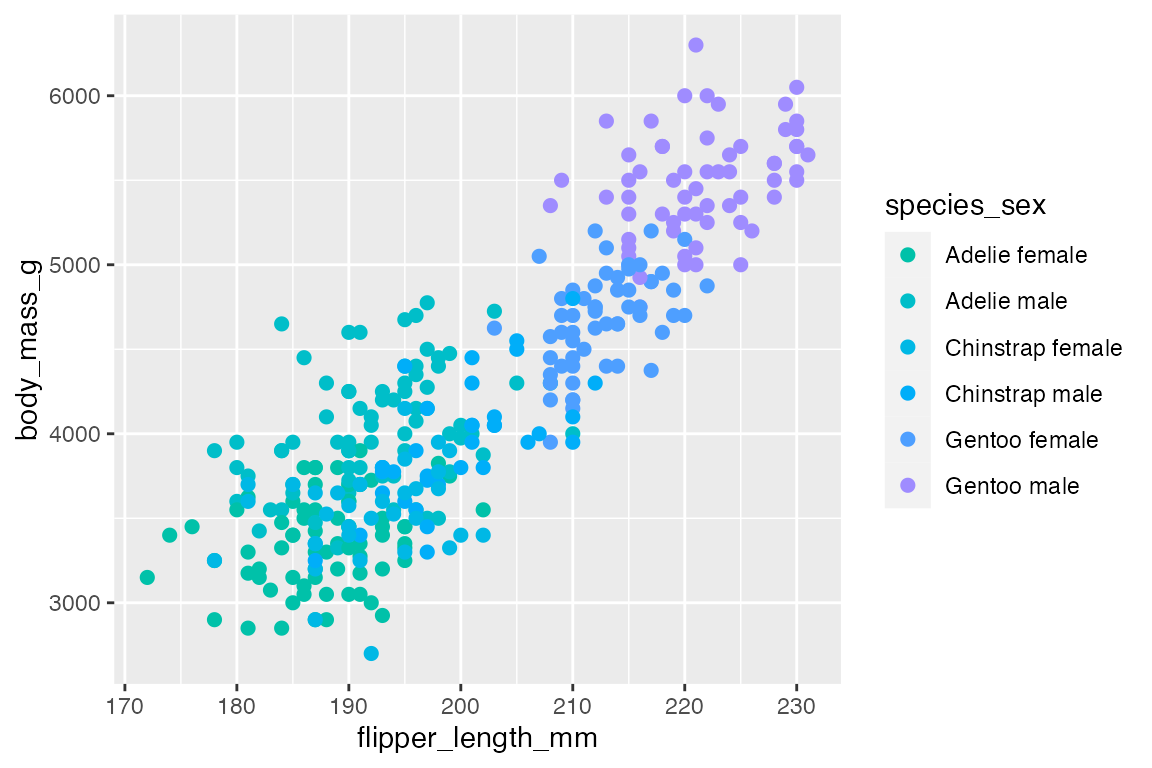 6000
5000
4000
3000
170 180 190 200 210 220 230
flipper_length_mm
body_mass_g
species_sex
Adelie female
Adelie male
Chinstrap female
Chinstrap male
Gentoo female
Gentoo male